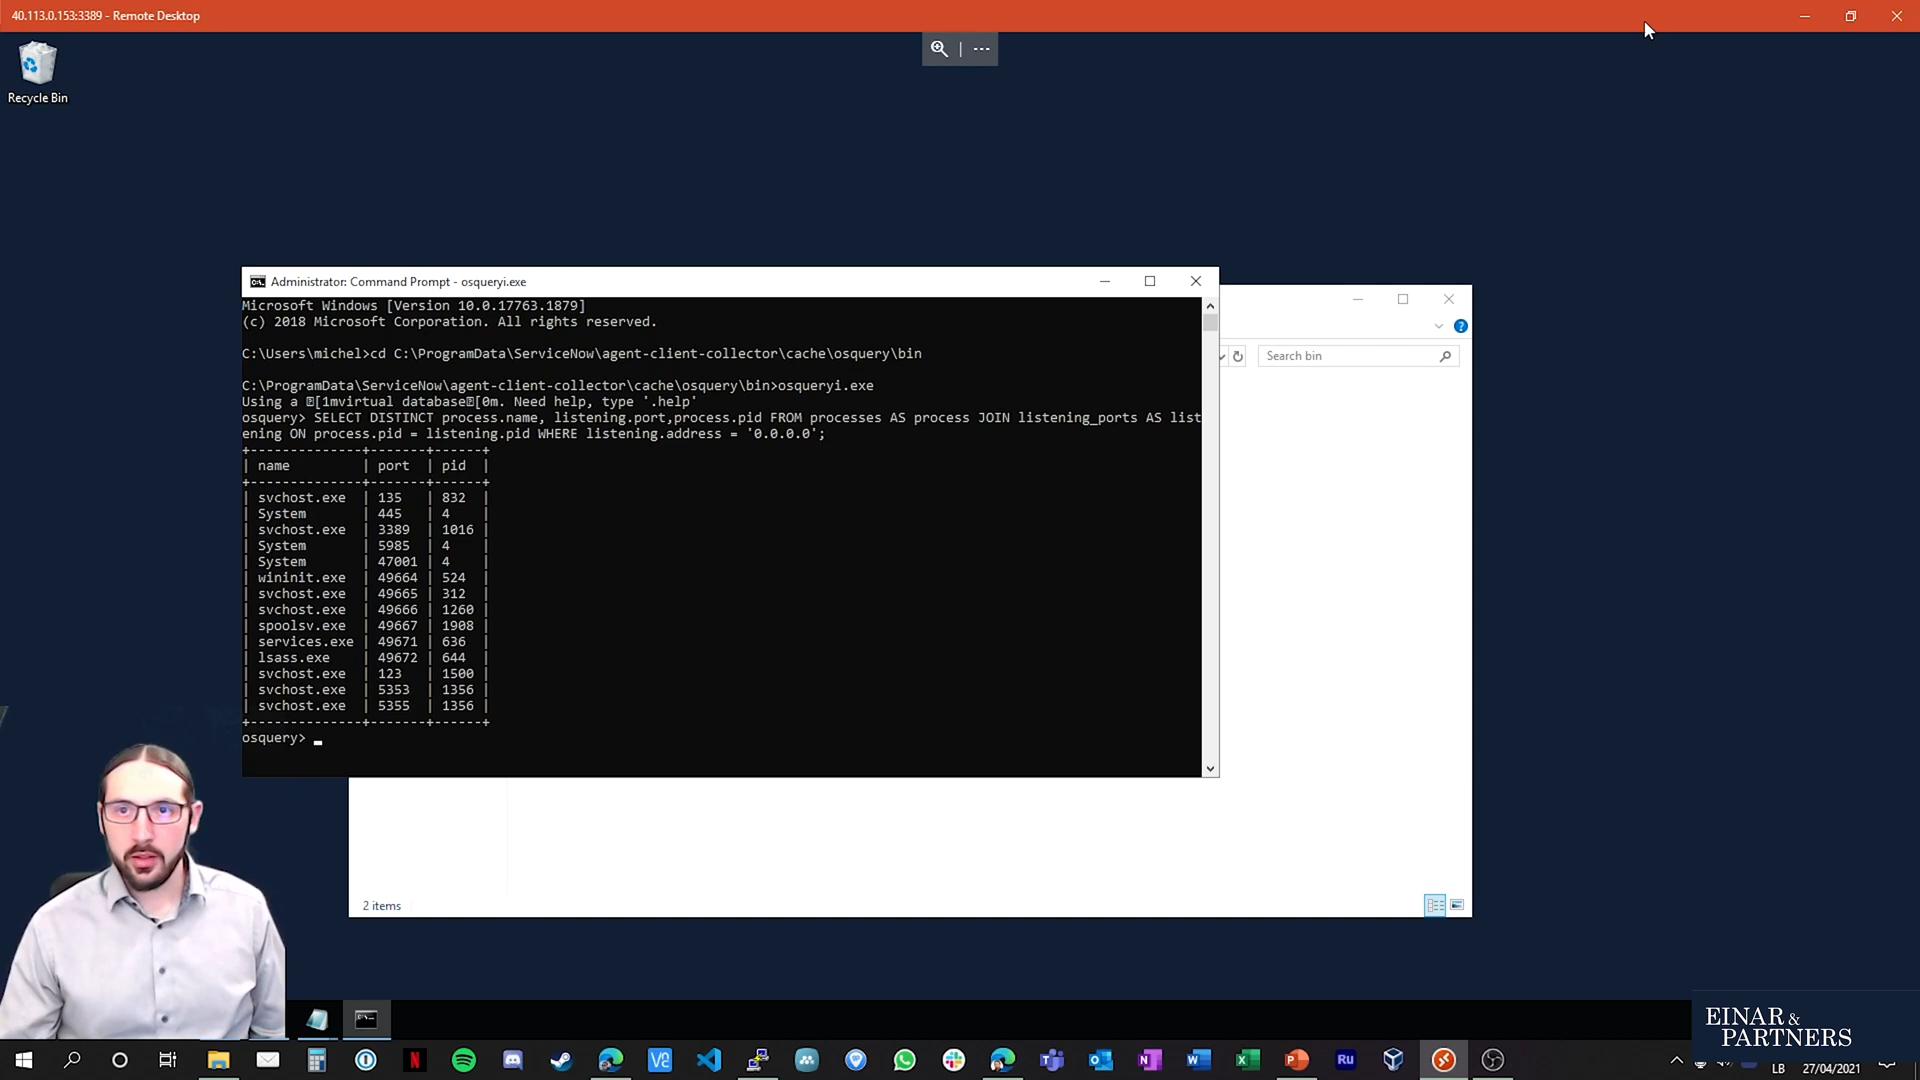 40.113.0.153:3389 - Remote Desktop
Recycle Bin
Administrator: Command Prompt - osqueryi.exe
Microsoft Windows [Version 10.0.17763.1879]
(c) 2018 Microsoft Corporation. All rights reserved.
C:\Users\michel>cd C:\ProgramData\ServiceNow\agent-client-collector\cache\osquery\bin
C:\ProgramData\ServiceNow\agent-client-collector\cache\osquery\bin>osqueryi.exe
Using a [1mvirtual database[0m. Need help, type '.help'
osquery> SELECT DISTINCT process.name, listening.port,process.pid FROM processes AS process JOIN listening_ports AS list
ening ON process.pid = listening.pid WHERE listening.address = '0.0.0.0';
+--------------+-------+------+
| name | port | pid |
+--------------+-------+------+
| svchost.exe | 135 | 832 |
| System | 445 | 4 |
| svchost.exe | 3389 | 1016 |
| System | 5985 | 4 |
| System | 47001 | 4 |
| wininit.exe | 49664 | 524 |
| svchost.exe | 49665 | 312 |
| svchost.exe | 49666 | 1260 |
| spoolsv.exe | 49667 | 1908 |
| services.exe | 49671 | 636 |
| lsass.exe | 49672 | 644 |
| svchost.exe | 123 | 1500 |
| svchost.exe | 5353 | 1356 |
| svchost.exe | 5355 | 1356 |
+--------------+-------+------+
osquery>
Search bin
2 items
EINAR &
PARTNERS
LB 27/04/2021